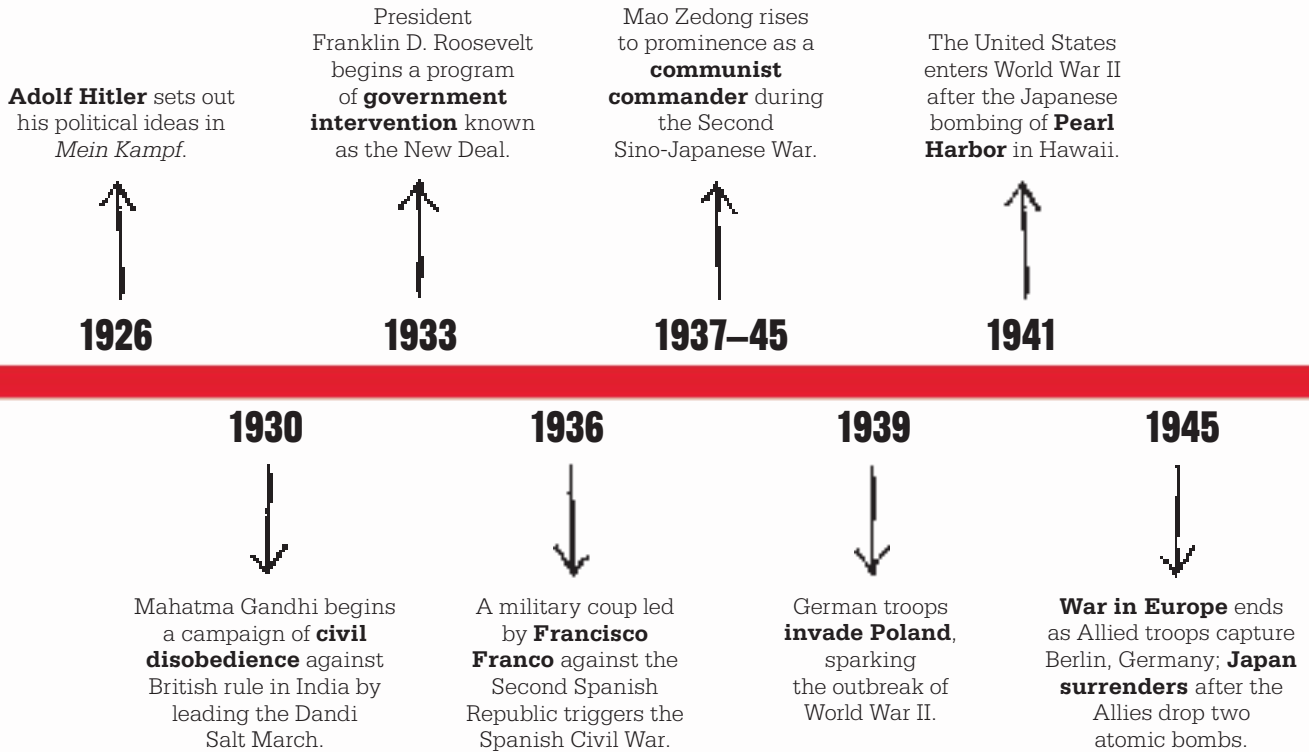 Adolf Hitler sets out
his political ideas in
Mein Kampf.
1926
President
Franklin D. Roosevelt
begins a program
of government
intervention known
as the New Deal.
1933
Mao Zedong rises
to prominence as a
communist
commander during
the Second
Sino-Japanese War.
1937–45
The United States
enters World War II
after the Japanese
bombing of Pearl
Harbor in Hawaii.
1941
1930
Mahatma Gandhi begins
a campaign of civil
disobedience against
British rule in India by
leading the Dandi
Salt March.
1936
A military coup led
by Francisco
Franco against the
Second Spanish
Republic triggers the
Spanish Civil War.
1939
German troops
invade Poland,
sparking
the outbreak of
World War II.
1945
War in Europe ends
as Allied troops capture
Berlin, Germany; Japan
surrenders after the
Allies drop two
atomic bombs.